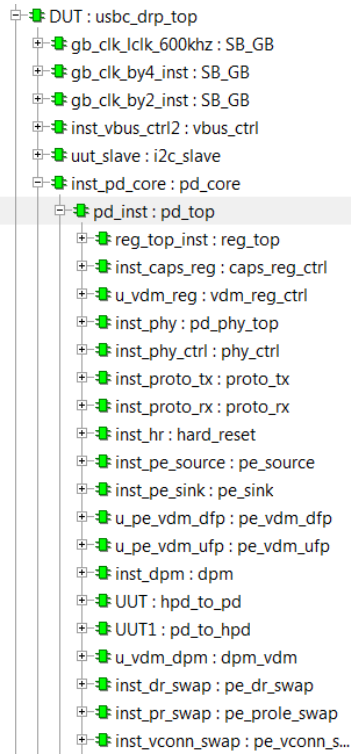 DUT : usbc_drp_top
gb_clk_lclk_600khz : SB_GB
gb_clk_by4_inst : SB_GB
gb_clk_by2_inst : SB_GB
inst_vbus_ctrl2 : vbus_ctrl
uut_slave : i2c_slave
inst_pd_core : pd_core
pd_inst : pd_top
reg_top_inst : reg_top
inst_caps_reg : caps_reg_ctrl
u_vdm_reg : vdm_reg_ctrl
inst_phy : pd_phy_top
inst_phy_ctrl : phy_ctrl
inst_proto_tx : proto_tx
inst_proto_rx : proto_rx
inst_hr : hard_reset
inst_pe_source : pe_source
inst_pe_sink : pe_sink
u_pe_vdm_dfp : pe_vdm_dfp
u_pe_vdm_ufp : pe_vdm_ufp
inst_dpm : dpm
UUT : hpd_to_pd
UUT1 : pd_to_hpd
u_vdm_dpm : dpm_vdm
inst_dr_swap : pe_dr_swap
inst_pr_swap : pe_prole_swap
inst_vconn_swap : pe_vconn_s...